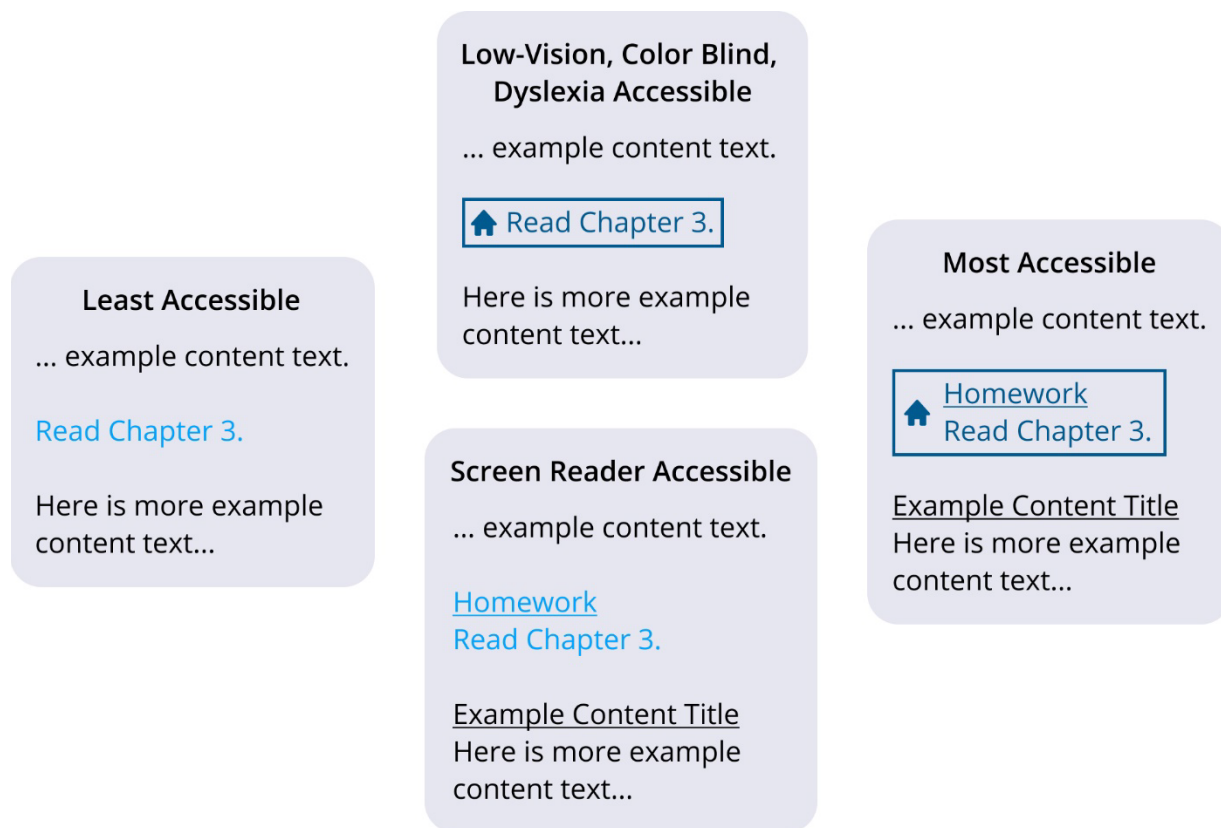 Least Accessible
... example content text.
Read Chapter 3.
Here is more example
content text...
Low-Vision, Color Blind,
Dyslexia Accessible
... example content text.
Read Chapter 3.
Here is more example
content text...
Screen Reader Accessible
... example content text.
Homework
Read Chapter 3.
Example Content Title
Here is more example
content text...
Most Accessible
... example content text.
Homework
Read Chapter 3.
Example Content Title
Here is more example
content text...